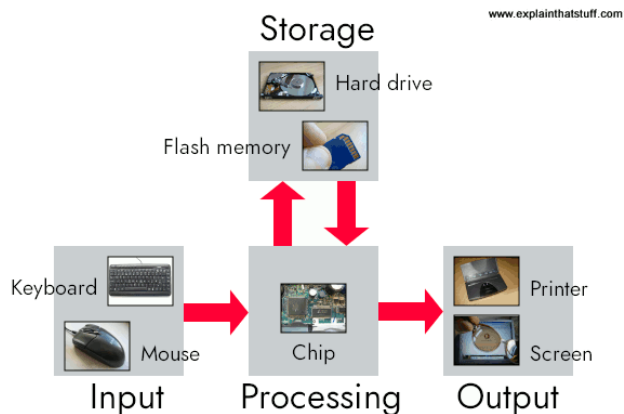 www.explainthatstuff.com
Storage
Hard drive
Flash memory
Keyboard
Mouse
Chip
Printer
Screen
Input
Processing
Output